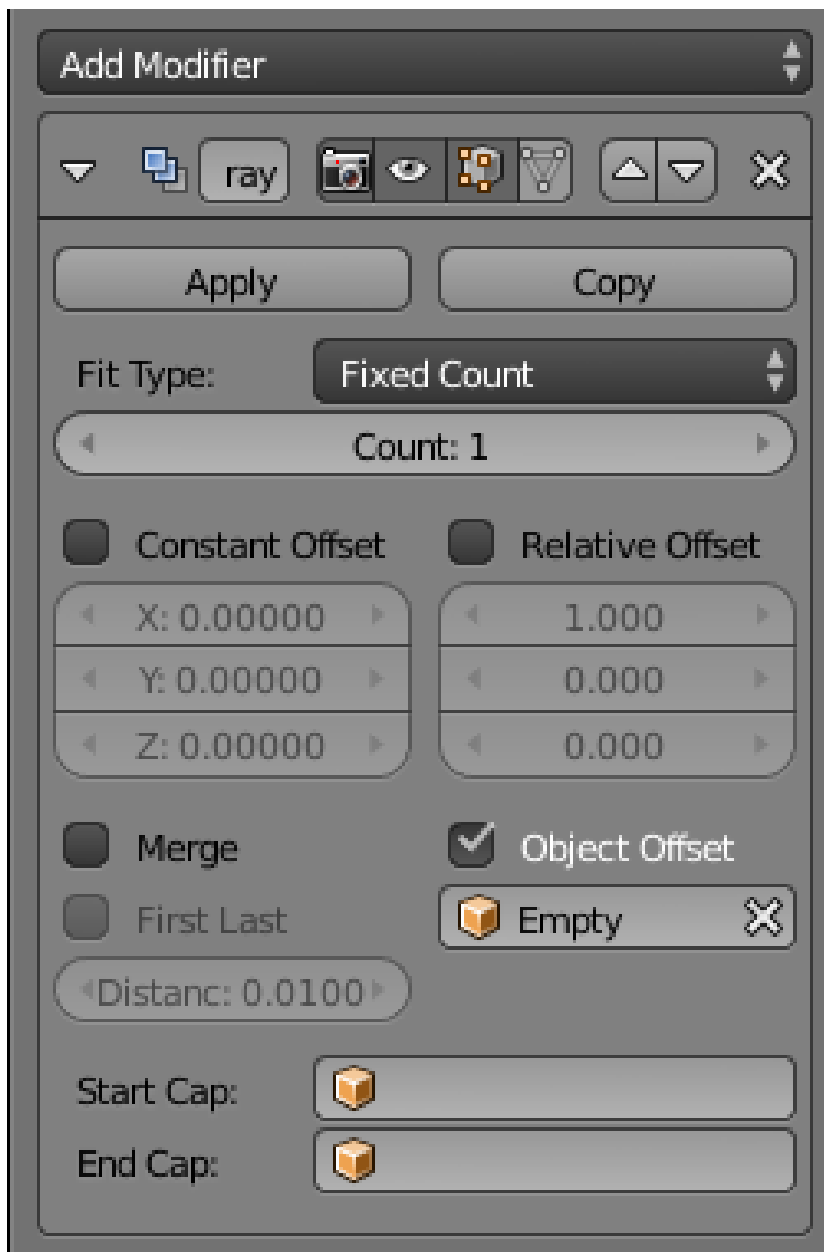 Add Modifier
ray
Apply Copy
Fit Type: Fixed Count
Count: 1
Constant Offset Relative Offset
X: 0.00000 1.000
Y: 0.00000 0.000
Z: 0.00000 0.000
Merge Object Offset
First Last Empty
Distanc: 0.0100
Start Cap:
End Cap: